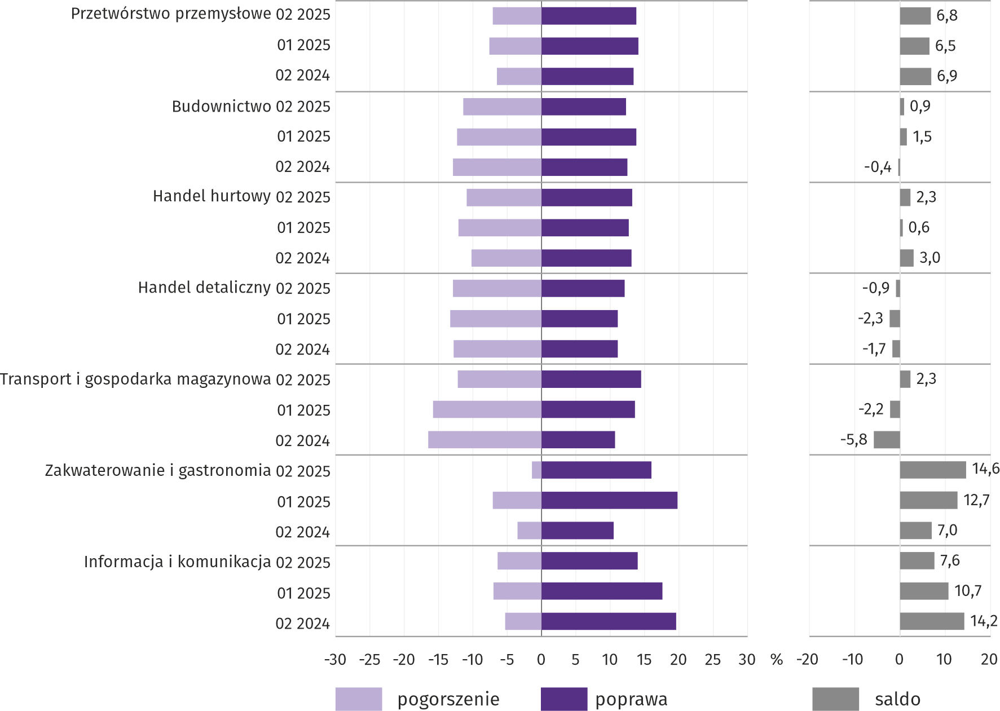 Przetwórstwo przemysłowe 02 2025 6,8
01 2025 6,5
02 2024 6,9
Budownictwo 02 2025 0,9
01 2025 1,5
02 2024 -0,4
Handel hurtowy 02 2025 2,3
01 2025 0,6
02 2024 3,0
Handel detaliczny 02 2025 -0,9
01 2025 -2,3
02 2024 -1,7
Transport i gospodarka magazynowa 02 2025 2,3
01 2025 -2,2
02 2024 -5,8
Zakwaterowanie i gastronomia 02 2025 14,6
01 2025 12,7
02 2024 7,0
Informacja i komunikacja 02 2025 7,6
01 2025 10,7
02 2024 14,2
-30 -25 -20 -15 -10 -5 0 5 10 15 20 25 30 % -20 -10 0 10 20
pogorszenie poprawa saldo